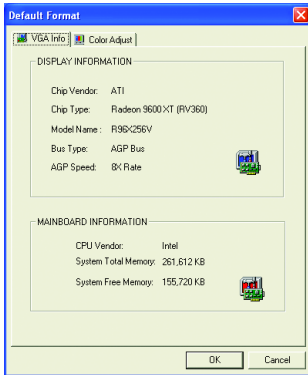 Default Format
VGA Info Color Adjust
DISPLAY INFORMATION
Chip Vendor: ATI
Chip Type: Radeon 9600 XT (RV360)
Model Name : R96X256V
Bus Type: AGP Bus
AGP Speed: 8X Rate
MAINBOARD INFORMATION
CPU Vendor: Intel
System Total Memory: 261,612 KB
System Free Memory: 155,720 KB
OK Cancel